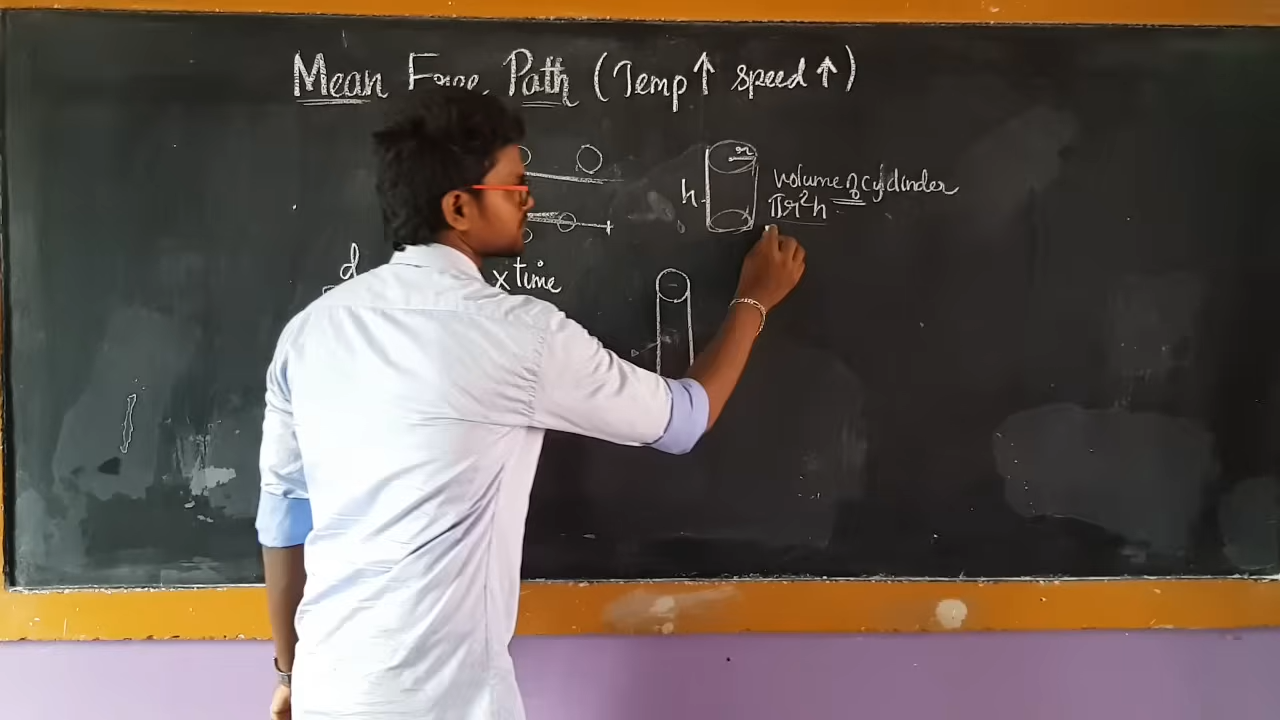 Mean Free Path (Temp ↑ speed ↑)
r
h
volume of cylinder
πr²h
d
x time